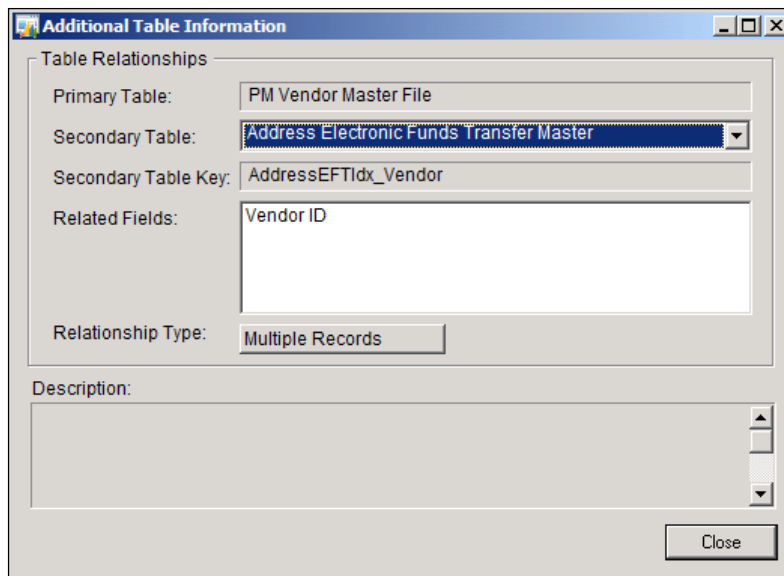 Additional Table Information
Table Relationships
Primary Table: PM Vendor Master File
Secondary Table: Address Electronic Funds Transfer Master
Secondary Table Key: AddressEFTIdx_Vendor
Related Fields: Vendor ID
Relationship Type: Multiple Records
Description:
Close